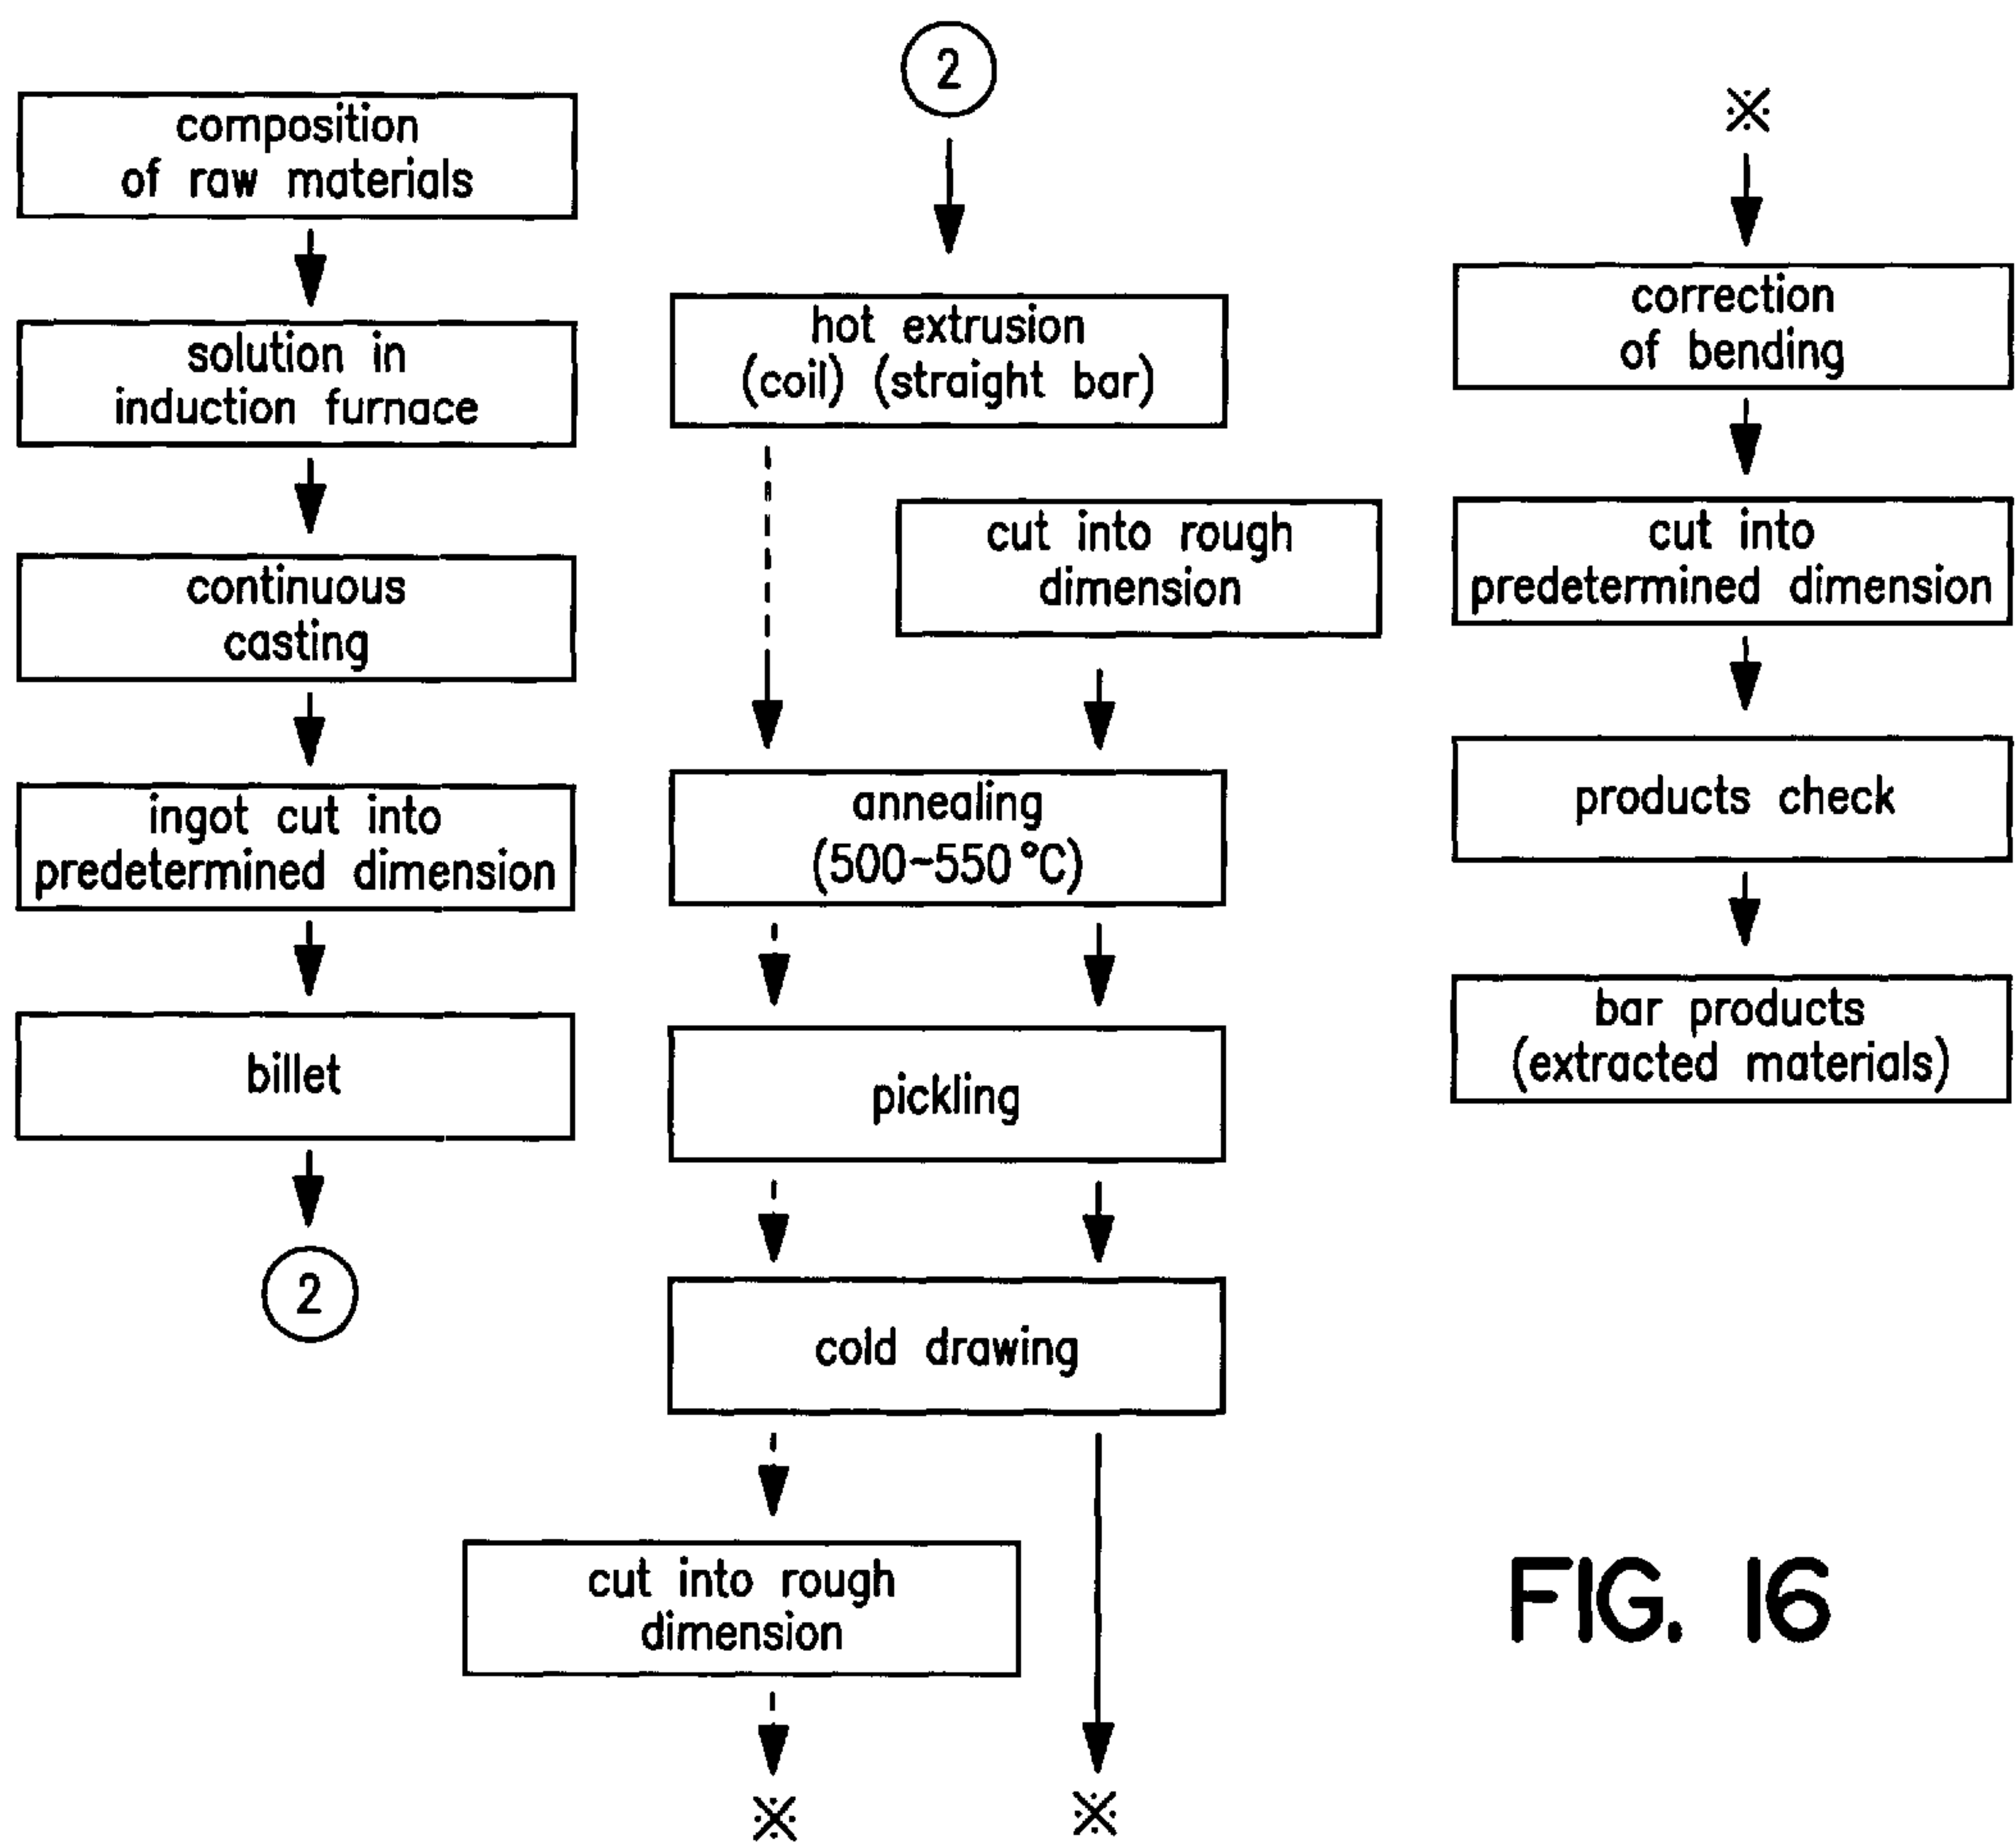 composition
of raw materials
solution in
induction furnace
continuous
casting
ingot cut into
predetermined dimension
billet
2
2
hot extrusion
(coil) (straight bar)
cut into rough
dimension
annealing
(500~550°C)
pickling
cold drawing
cut into rough
dimension
※ ※
※
correction
of bending
cut into
predetermined dimension
products check
bar products
(extracted materials)
FIG. 16